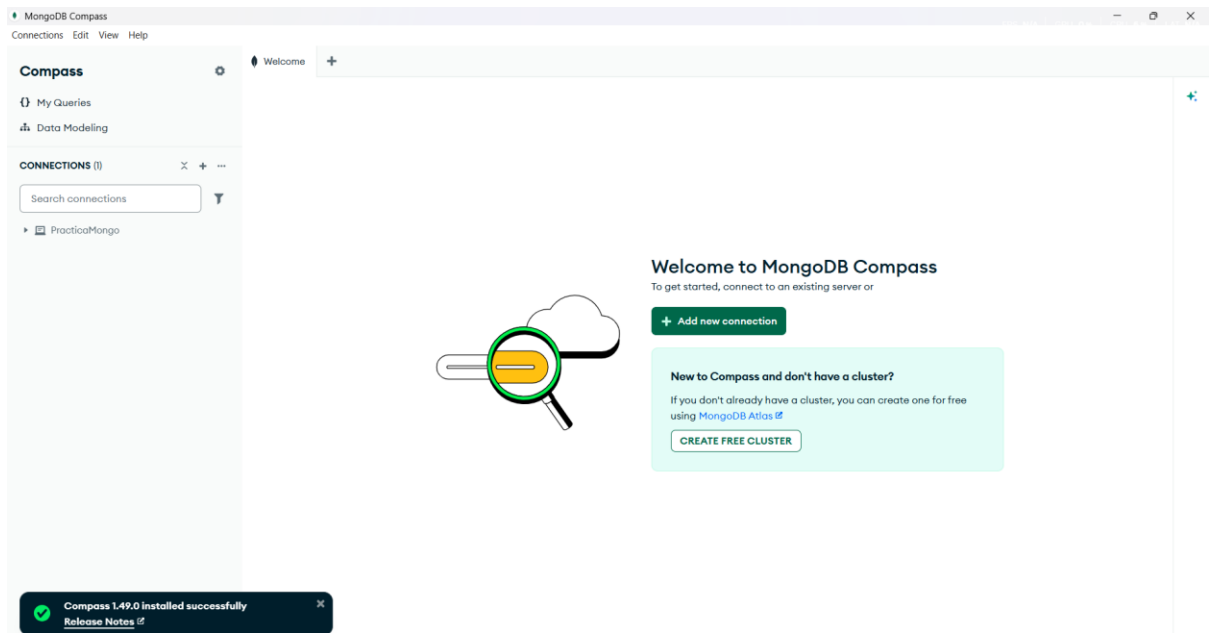 MongoDB Compass
Connections Edit View Help
Compass
My Queries
Data Modeling
CONNECTIONS (1)
Search connections
PracticaMongo
Welcome
Welcome to MongoDB Compass
To get started, connect to an existing server or
+ Add new connection
New to Compass and don't have a cluster?
If you don't already have a cluster, you can create one for free
using MongoDB Atlas
CREATE FREE CLUSTER
Compass 1.49.0 installed successfully
Release Notes